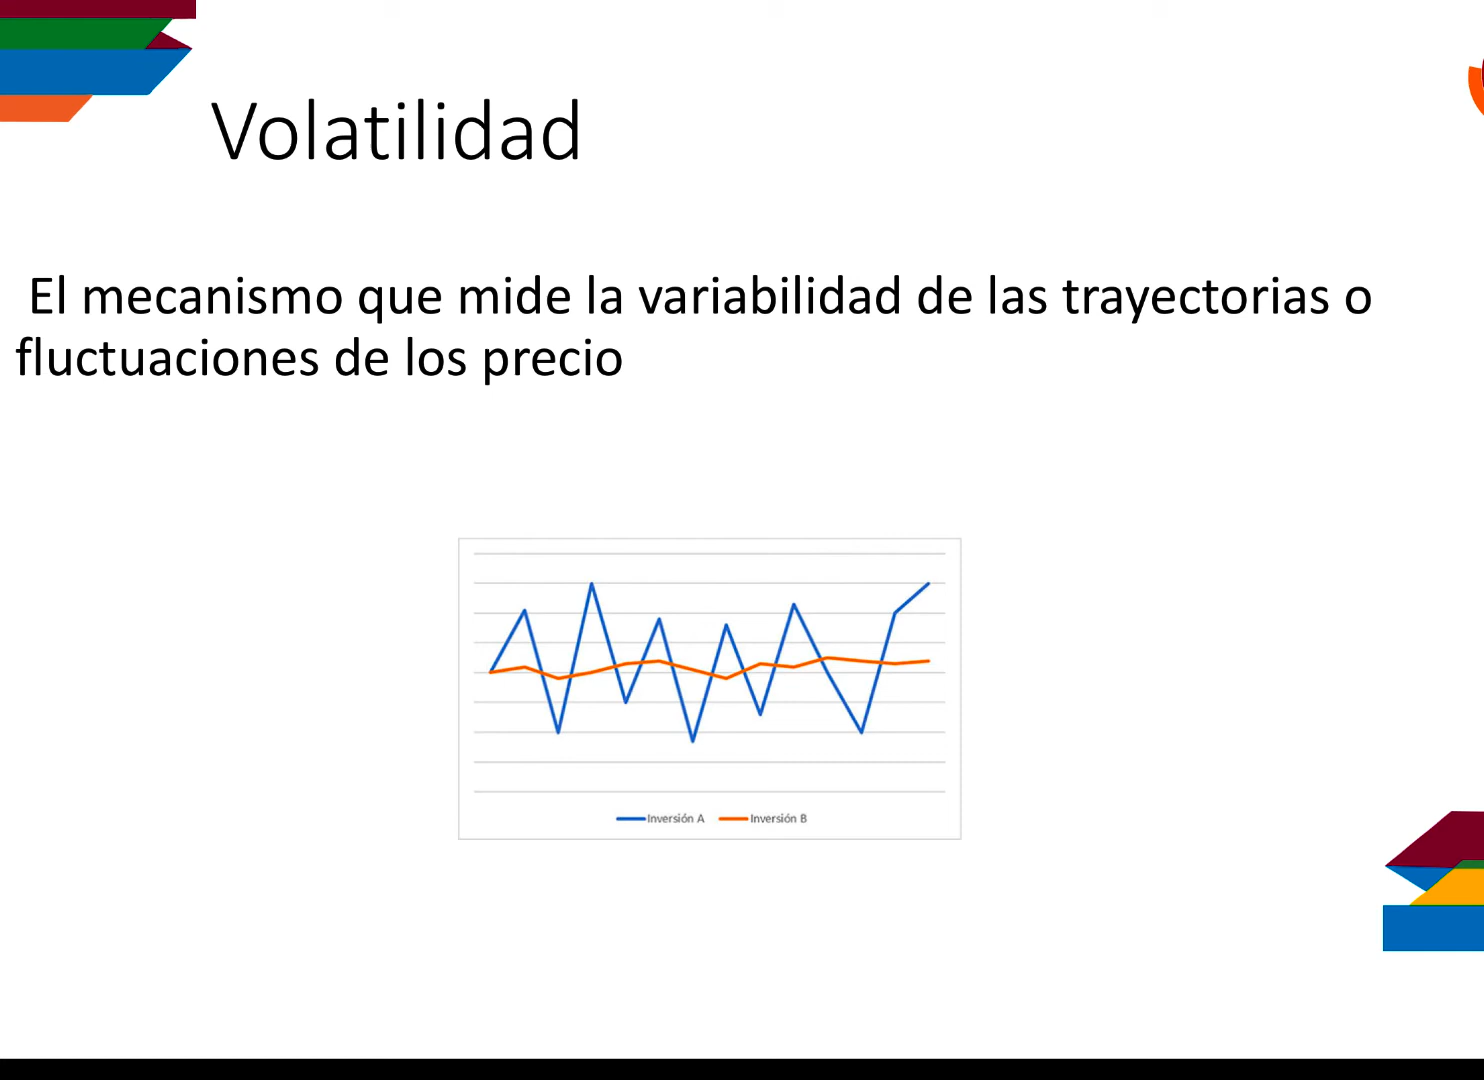 Volatilidad
El mecanismo que mide la variabilidad de las trayectorias o
fluctuaciones de los precio
Inversión A Inversión B